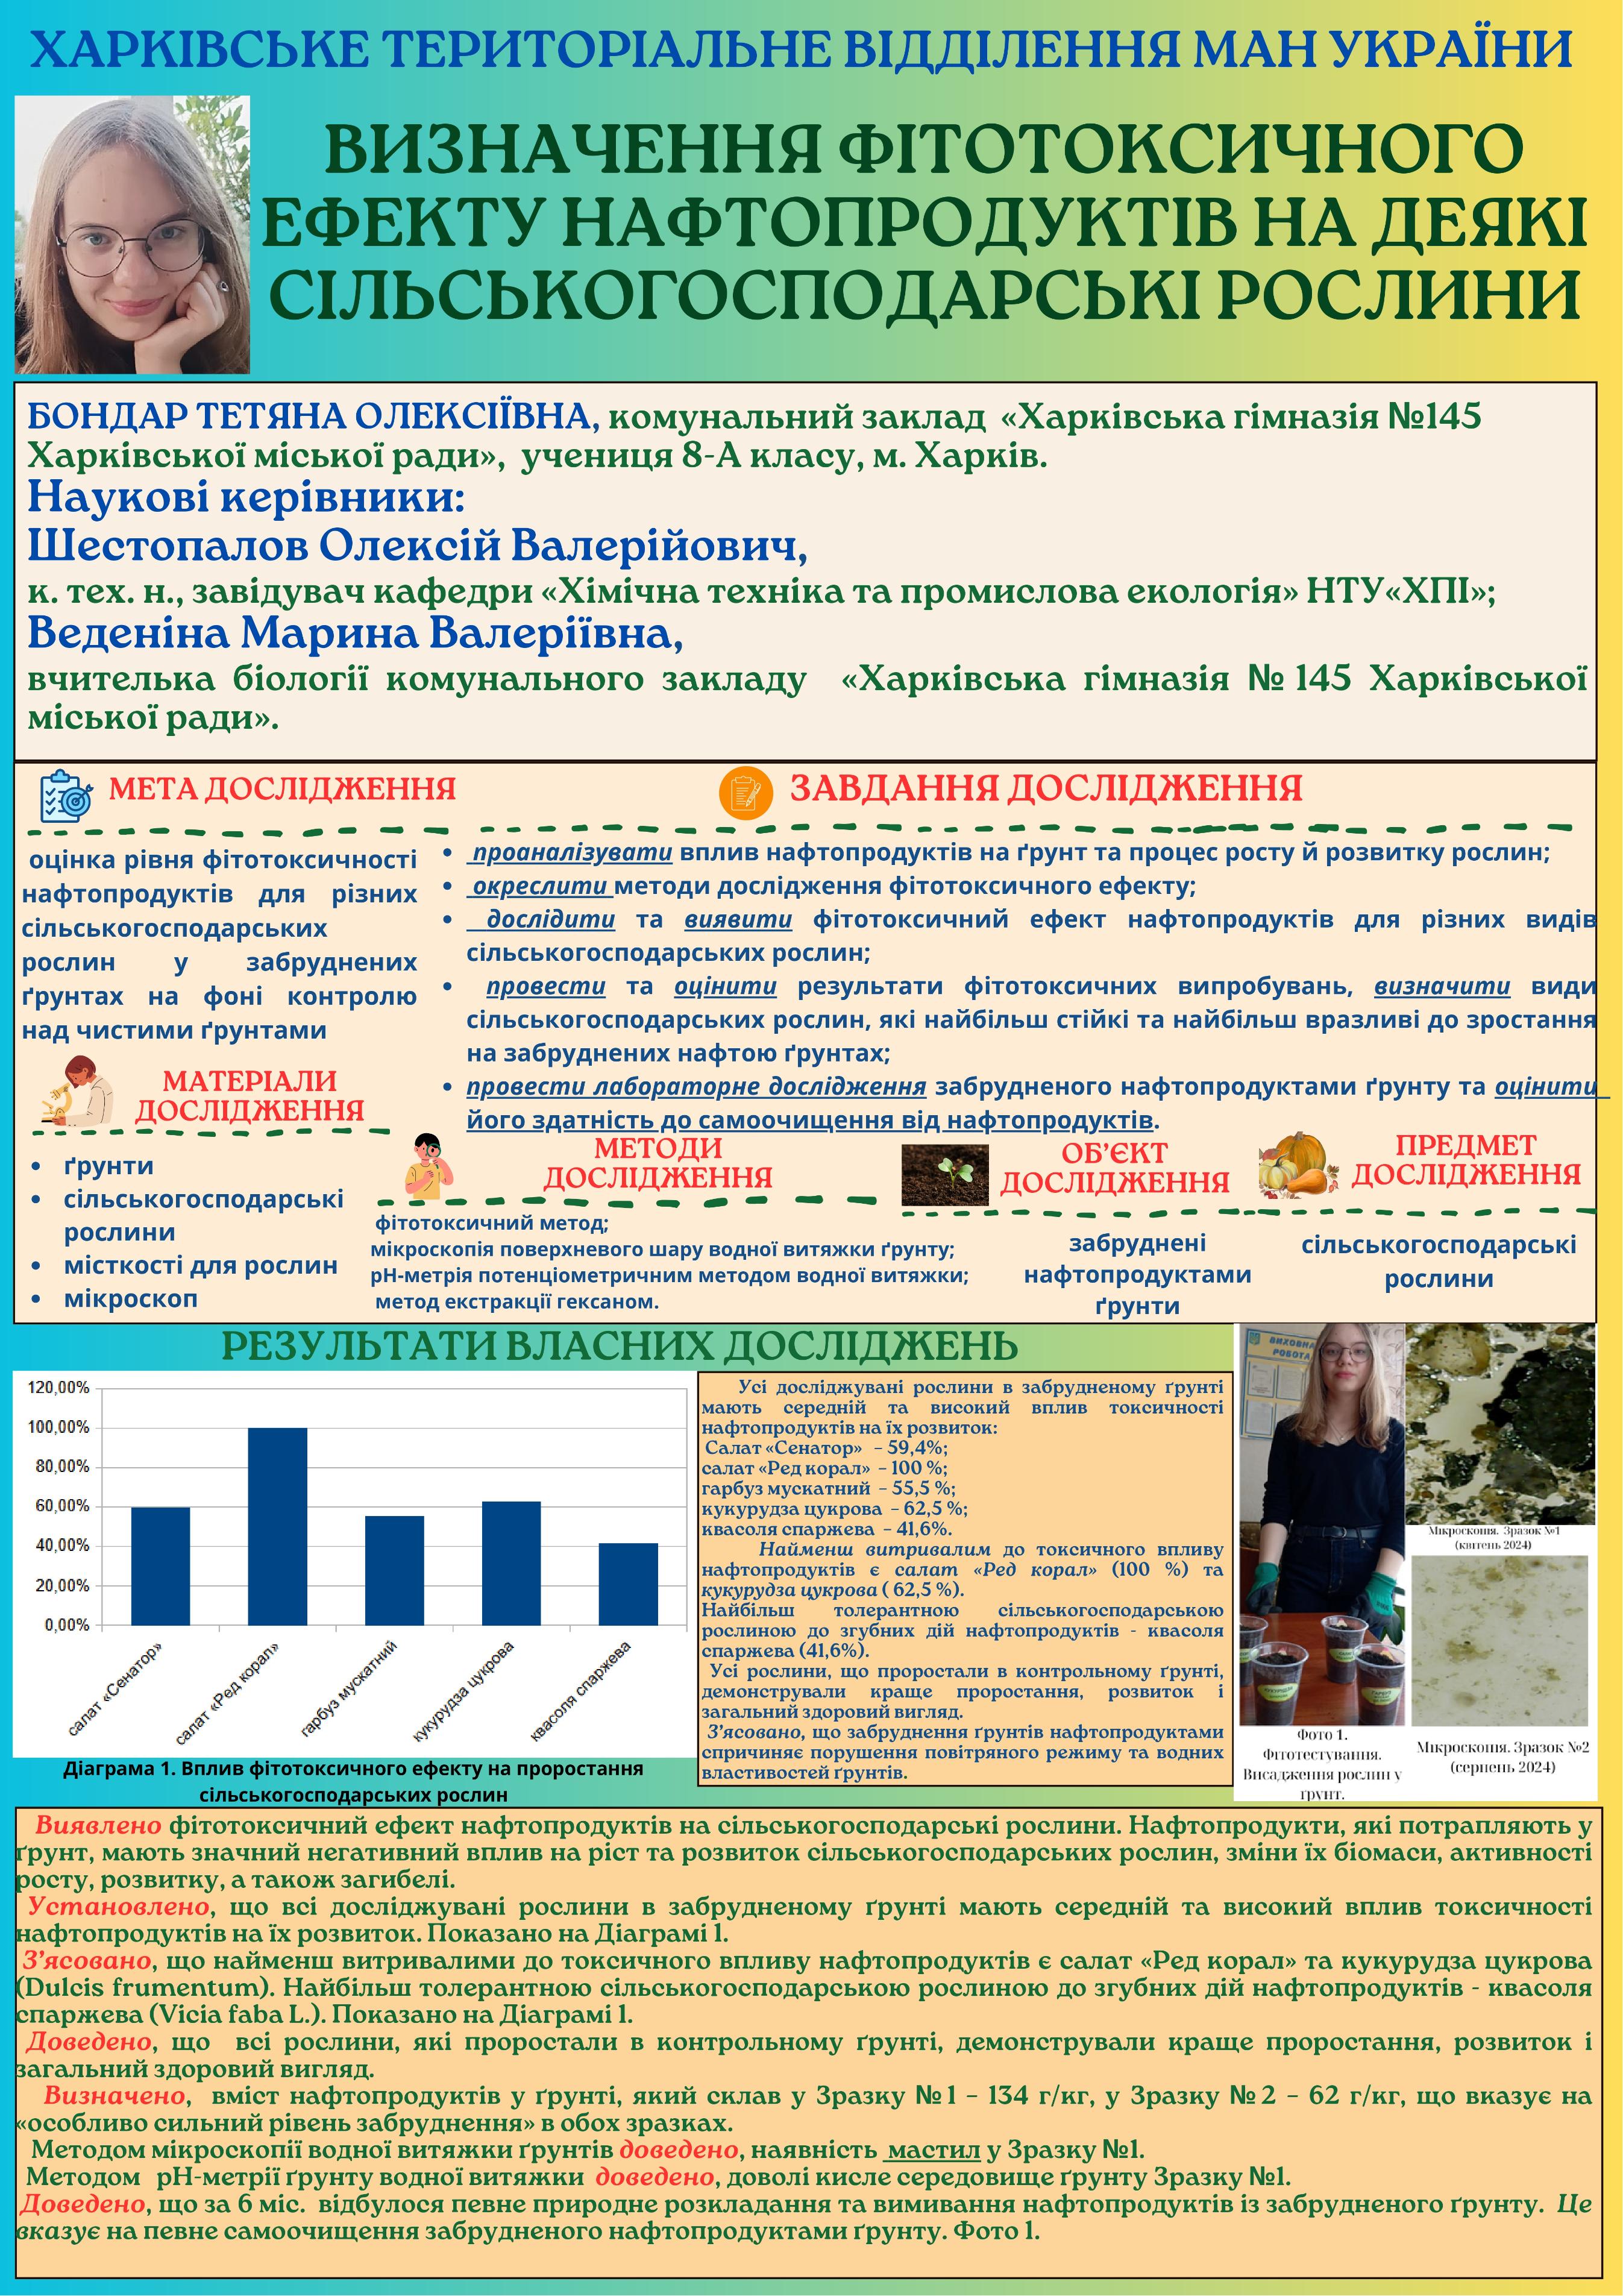 ХАРКІВСЬКЕ ТЕРИТОРІАЛЬНЕ ВІДДІЛЕННЯ МАН УКРАЇНИ
ВИЗНАЧЕННЯ ФІТОТОКСИЧНОГО
ЕФЕКТУ НАФТОПРОДУКТІВ НА ДЕЯКІ
СІЛЬСЬКОГОСПОДАРСЬКІ РОСЛИНИ
БОНДАР ТЕТЯНА ОЛЕКСІЇВНА, комунальний заклад «Харківська гімназія №145
Харківської міської ради», учениця 8-А класу, м. Харків.
Наукові керівники:
Шестопалов Олексій Валерійович,
к. тех. н., завідувач кафедри «Хімічна техніка та промислова екологія» НТУ«ХПІ»;
Веденіна Марина Валеріївна,
вчителька біології комунального закладу «Харківська гімназія № 145 Харківської
міської ради».
МЕТА ДОСЛІДЖЕННЯ
оцінка рівня фітотоксичності
нафтопродуктів для різних
сільськогосподарських
рослин у забруднених
ґрунтах на фоні контролю
над чистими ґрунтами
ЗАВДАННЯ ДОСЛІДЖЕННЯ
• проаналізувати вплив нафтопродуктів на ґрунт та процес росту й розвитку рослин;
• окреслити методи дослідження фітотоксичного ефекту;
• дослідити та виявити фітотоксичний ефект нафтопродуктів для різних видів
сільськогосподарських рослин;
• провести та оцінити результати фітотоксичних випробувань, визначити види
сільськогосподарських рослин, які найбільш стійкі та найбільш вразливі до зростання
на забруднених нафтою ґрунтах;
• провести лабораторне дослідження забрудненого нафтопродуктами ґрунту та оцінити
його здатність до самоочищення від нафтопродуктів.
МАТЕРІАЛИ
ДОСЛІДЖЕННЯ
• ґрунти
• сільськогосподарські
рослини
• місткості для рослин
• мікроскоп
МЕТОДИ
ДОСЛІДЖЕННЯ
фітотоксичний метод;
мікроскопія поверхневого шару водної витяжки ґрунту;
рН-метрія потенціометричним методом водної витяжки;
метод екстракції гексаном.
ОБ’ЄКТ
ДОСЛІДЖЕННЯ
забруднені
нафтопродуктами
ґрунти
ПРЕДМЕТ
ДОСЛІДЖЕННЯ
сільськогосподарські
рослини
РЕЗУЛЬТАТИ ВЛАСНИХ ДОСЛІДЖЕНЬ
120,00%
100,00%
80,00%
60,00%
40,00%
20,00%
0,00%
салат «Сенатор»
салат «Ред корал»
гарбуз мускатний
кукурудза цукрова
квасоля спаржева
Діаграма 1. Вплив фітотоксичного ефекту на проростання
сільськогосподарських рослин
Усі досліджувані рослини в забрудненому ґрунті
мають середній та високий вплив токсичності
нафтопродуктів на їх розвиток:
Салат «Сенатор» – 59,4%;
салат «Ред корал» – 100 %;
гарбуз мускатний – 55,5 %;
кукурудза цукрова – 62,5 %;
квасоля спаржева – 41,6%.
Найменш витривалим до токсичного впливу
нафтопродуктів є салат «Ред корал» (100 %) та
кукурудза цукрова ( 62,5 %).
Найбільш толерантною сільськогосподарською
рослиною до згубних дій нафтопродуктів - квасоля
спаржева (41,6%).
Усі рослини, що проростали в контрольному ґрунті,
демонстрували краще проростання, розвиток і
загальний здоровий вигляд.
З’ясовано, що забруднення ґрунтів нафтопродуктами
спричиняє порушення повітряного режиму та водних
властивостей ґрунтів.
ВИХОВНА
РОБОТА
Фото 1.
Фітотестування.
Висадження рослин у
ґрунт.
Мікроскопія. Зразок №1
(квітень 2024)
Мікроскопія. Зразок №2
(серпень 2024)
Виявлено фітотоксичний ефект нафтопродуктів на сільськогосподарські рослини. Нафтопродукти, які потрапляють у
ґрунт, мають значний негативний вплив на ріст та розвиток сільськогосподарських рослин, зміни їх біомаси, активності
росту, розвитку, а також загибелі.
Установлено, що всі досліджувані рослини в забрудненому ґрунті мають середній та високий вплив токсичності
нафтопродуктів на їх розвиток. Показано на Діаграмі 1.
З’ясовано, що найменш витривалими до токсичного впливу нафтопродуктів є салат «Ред корал» та кукурудза цукрова
(Dulcis frumentum). Найбільш толерантною сільськогосподарською рослиною до згубних дій нафтопродуктів - квасоля
спаржева (Vicia faba L.). Показано на Діаграмі 1.
Доведено, що всі рослини, які проростали в контрольному ґрунті, демонстрували краще проростання, розвиток і
загальний здоровий вигляд.
Визначено, вміст нафтопродуктів у ґрунті, який склав у Зразку №1 – 134 г/кг, у Зразку №2 – 62 г/кг, що вказує на
«особливо сильний рівень забруднення» в обох зразках.
Методом мікроскопії водної витяжки ґрунтів доведено, наявність мастил у Зразку №1.
Методом рН-метрії ґрунту водної витяжки доведено, доволі кисле середовище ґрунту Зразку №1.
Доведено, що за 6 міс. відбулося певне природне розкладання та вимивання нафтопродуктів із забрудненого ґрунту. Це
вказує на певне самоочищення забрудненого нафтопродуктами ґрунту. Фото 1.